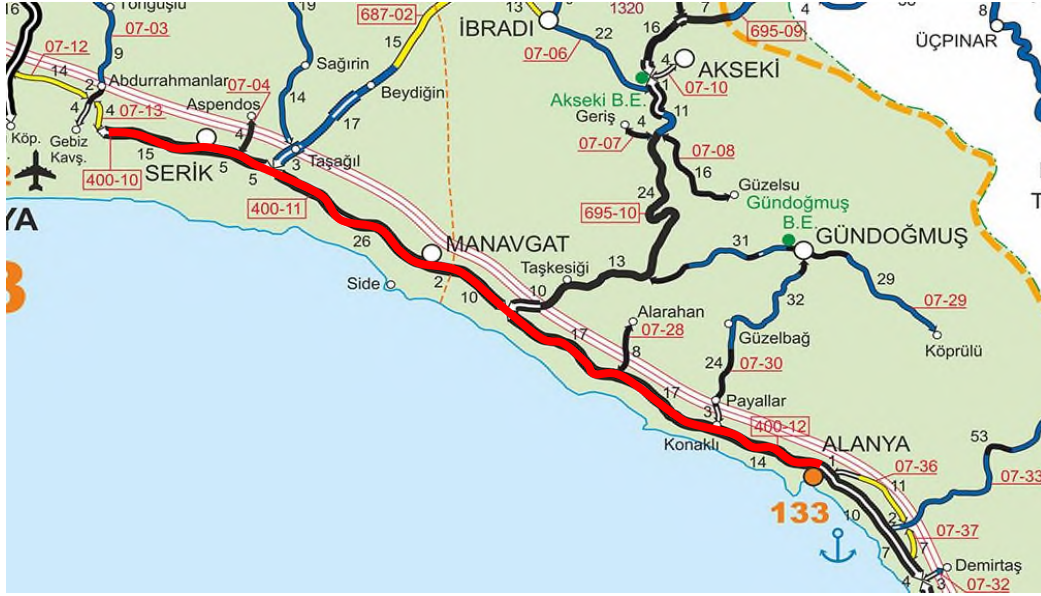 16
07-03
Tonguşlu
19
687-02
13
İBRADI
6
1320
16
7
695-09
4
8
ÜÇPINAR
07-12
14
9
Abdurrahmanlar
2
07-04
Sağırin
15
07-06
22
4
AKSEKİ
1
07-10
Akseki B.E.
Beydiğin
Aspendos
14
17
11
4
4
07-13
Geriş
4
07-07
07-08
Köp.
Gebiz
Kavş.
4
15
5
3
Taşağıl
16
400-10
SERİK
5
24
Güzelsu
Gündoğmuş
B.E.
400-11
695-10
YA
26
MANAVGAT
31
GÜNDOĞMUŞ
Taşkesiği
13
Side
2
10
10
29
32
07-29
Alarahan
07-28
17
8
Güzelbağ
Köprülü
24
07-30
17
Payallar
3
400-12
Konaklı
ALANYA
53
14
1
07-36
11
07-33
133
10
2
07-37
7
7
Demirtaş
4
3
07-32